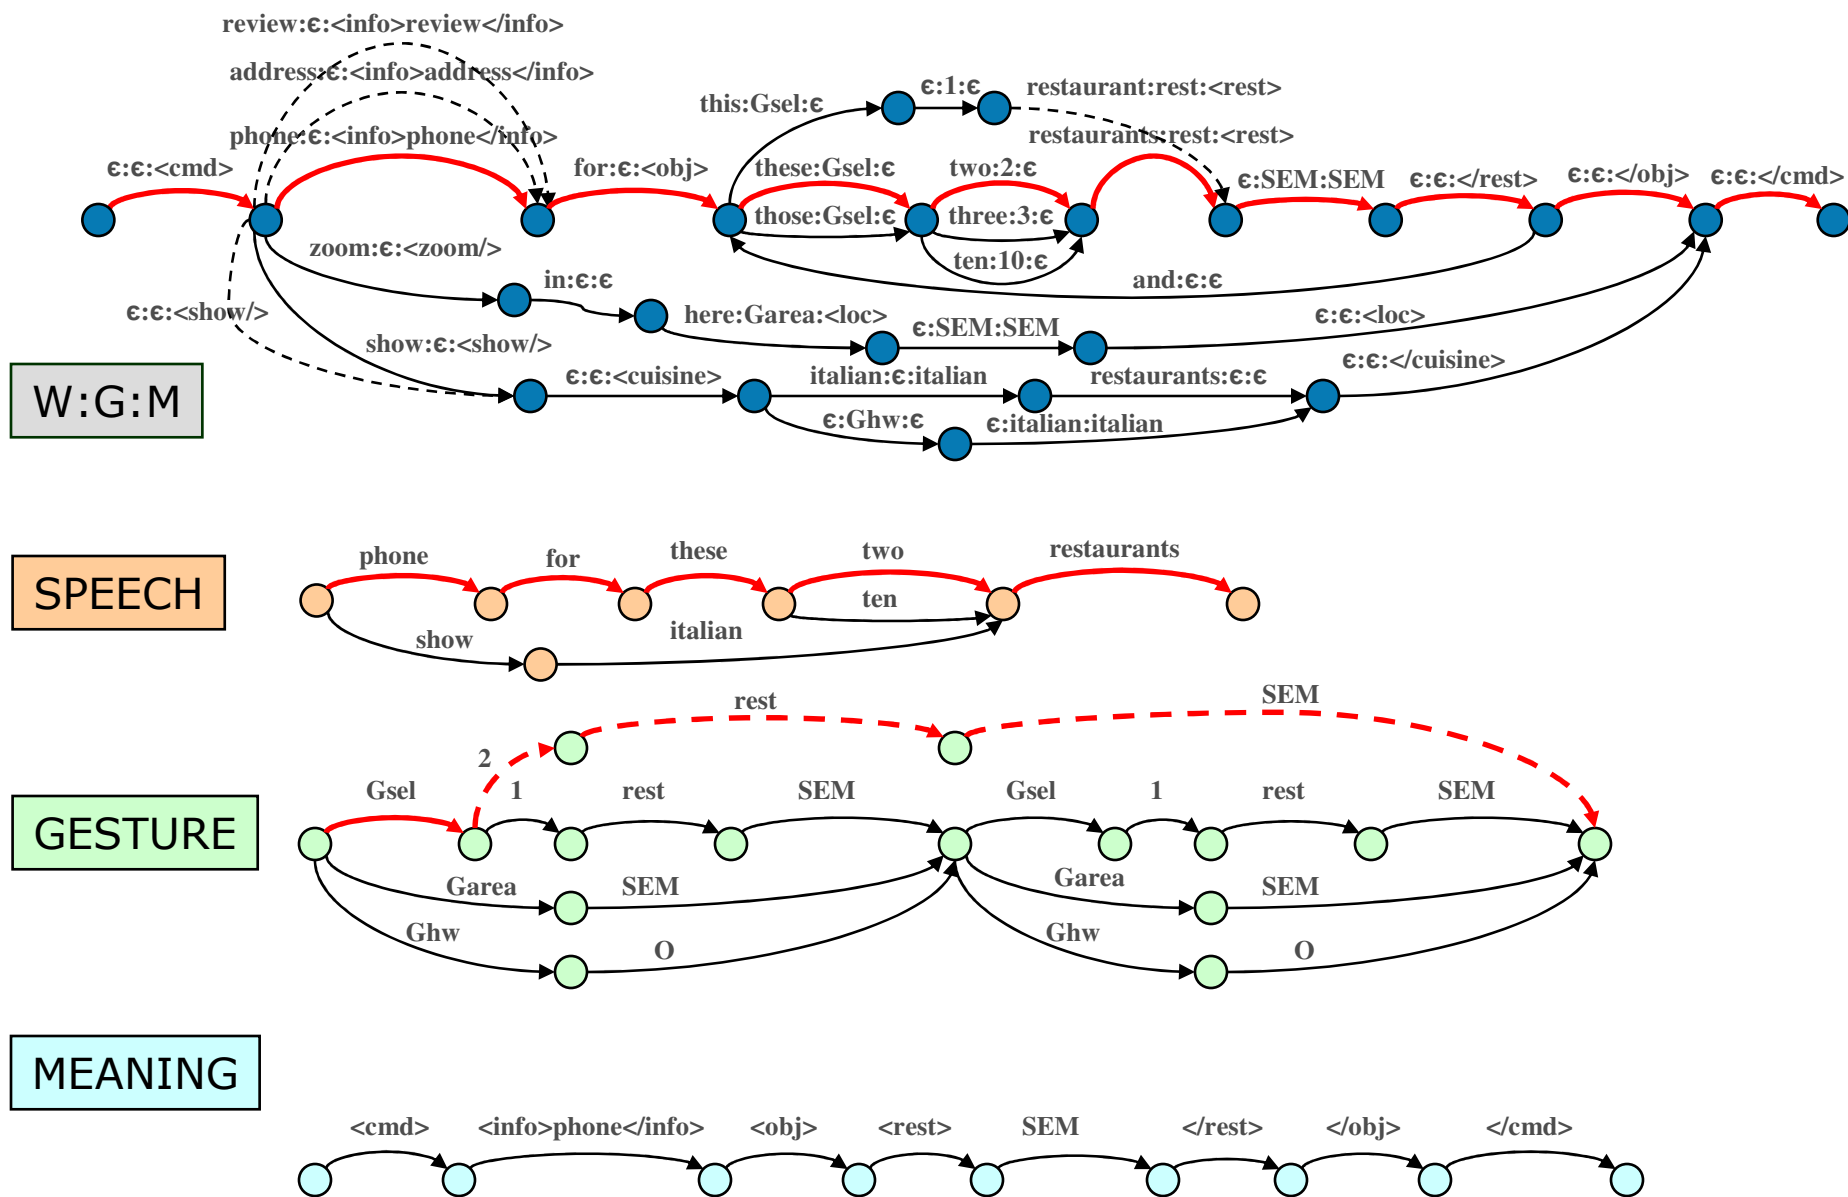 review:ϵ:<info>review</info>
address:ϵ:<info>address</info>
this:Gsel:ϵ
ϵ:1:ϵ
restaurant:rest:<rest>
phone:ϵ:<info>phone</info>
restaurants:rest:<rest>
ϵ:ϵ:<cmd>
for:ϵ:<obj>
these:Gsel:ϵ
two:2:ϵ
ϵ:SEM:SEM
ϵ:ϵ:</rest>
ϵ:ϵ:</obj>
ϵ:ϵ:</cmd>
those:Gsel:ϵ
three:3:ϵ
zoom:ϵ:<zoom/>
ten:10:ϵ
in:ϵ:ϵ
and:ϵ:ϵ
ϵ:ϵ:<show/>
here:Garea:<loc>
ϵ:SEM:SEM
ϵ:ϵ:<loc>
show:ϵ:<show/>
ϵ:ϵ:<cuisine>
italian:ϵ:italian
restaurants:ϵ:ϵ
ϵ:ϵ:</cuisine>
W:G:M
ϵ:Ghw:ϵ
ϵ:italian:italian
SPEECH
phone
for
these
two
restaurants
ten
show
italian
rest
SEM
2
GESTURE
Gsel
1
rest
SEM
Gsel
1
rest
SEM
Garea
SEM
Garea
SEM
Ghw
O
Ghw
O
MEANING
<cmd>
<info>phone</info>
<obj>
<rest>
SEM
</rest>
</obj>
</cmd>